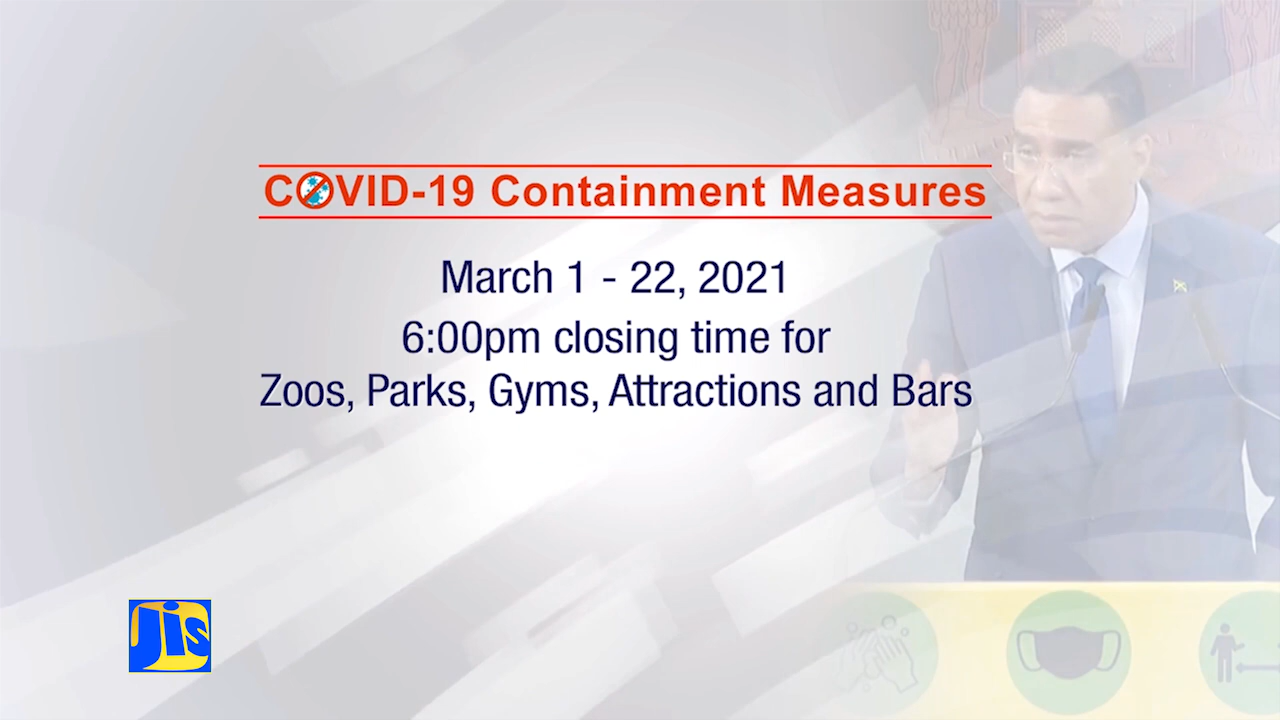 COVID-19 Containment Measures
March 1 - 22, 2021
6:00pm closing time for
Zoos, Parks, Gyms, Attractions and Bars
Jis